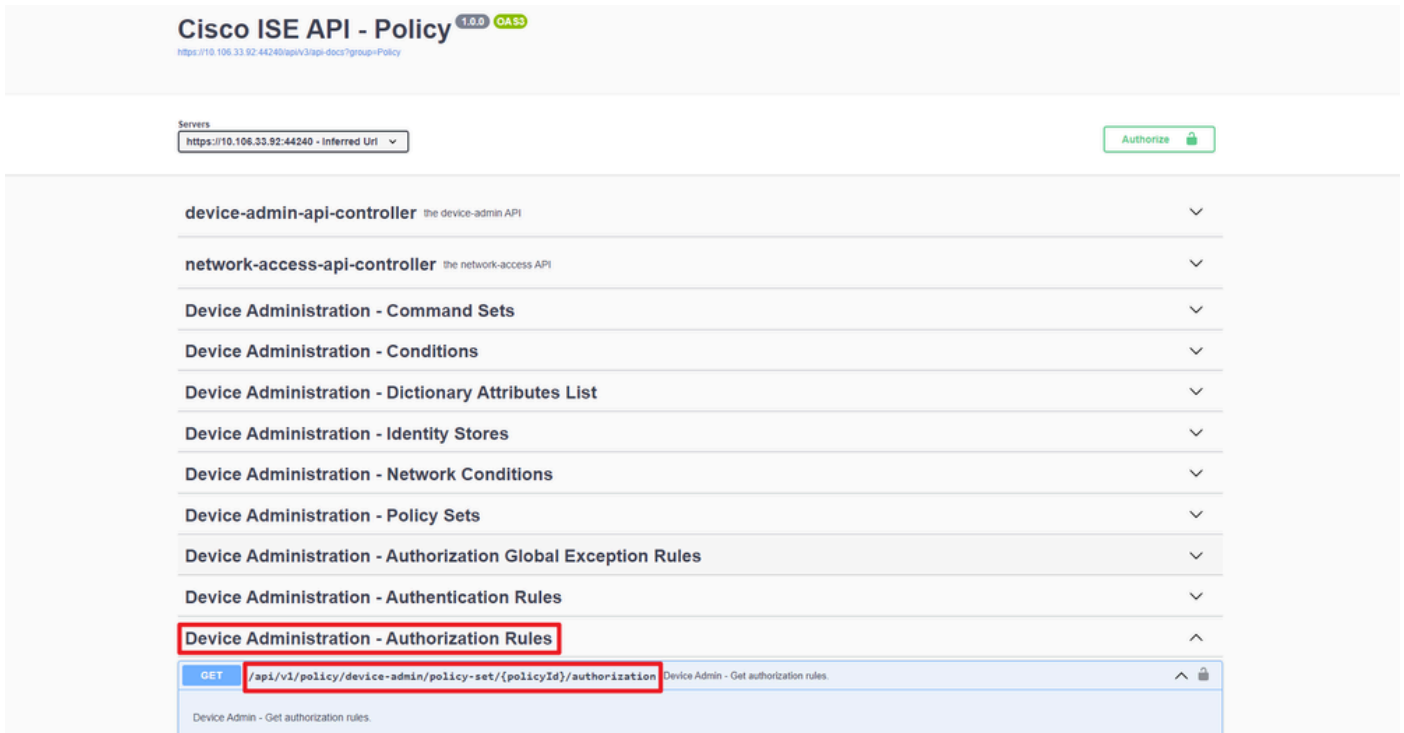 Cisco ISE API - Policy 1.0.0 OAS3
https://10.106.33.92:44240/api/v3/api-docs?group=Policy
Servers
https://10.106.33.92:44240 - Inferred Url
Authorize
device-admin-api-controller the device-admin API
network-access-api-controller the network-access API
Device Administration - Command Sets
Device Administration - Conditions
Device Administration - Dictionary Attributes List
Device Administration - Identity Stores
Device Administration - Network Conditions
Device Administration - Policy Sets
Device Administration - Authorization Global Exception Rules
Device Administration - Authentication Rules
Device Administration - Authorization Rules
GET /api/v1/policy/device-admin/policy-set/{policyId}/authorization Device Admin - Get authorization rules.
Device Admin - Get authorization rules.